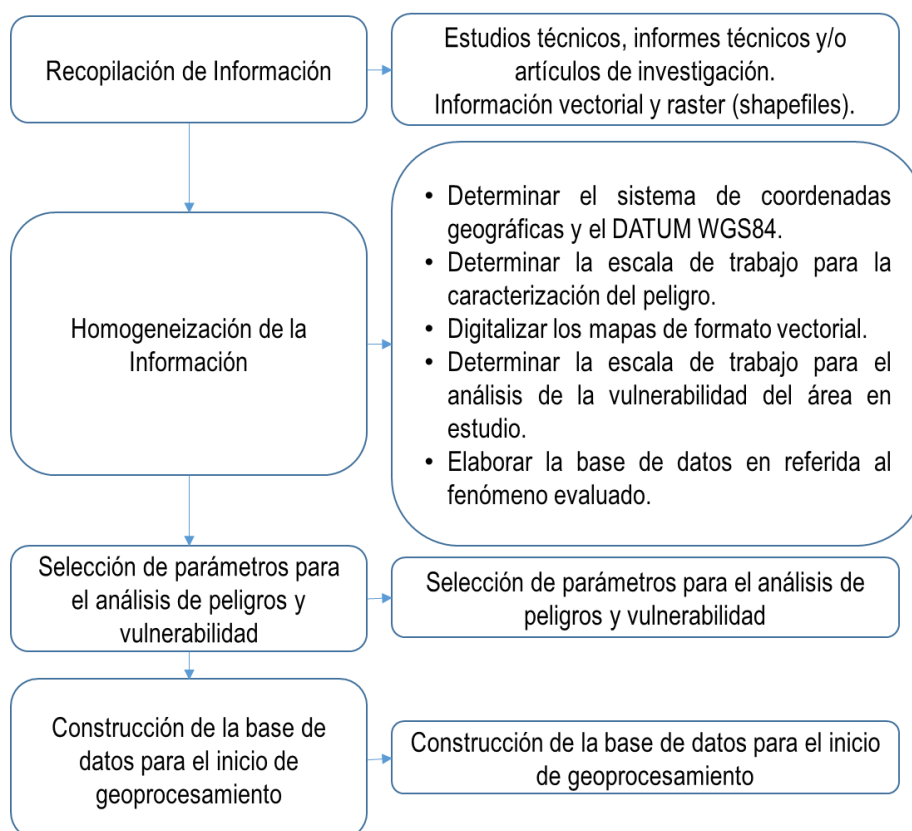 Recopilación de Información
Estudios técnicos, informes técnicos y/o
artículos de investigación.
Información vectorial y raster (shapefiles).
Homogeneización de la
Información
• Determinar el sistema de coordenadas
geográficas y el DATUM WGS84.
• Determinar la escala de trabajo para la
caracterización del peligro.
• Digitalizar los mapas de formato vectorial.
• Determinar la escala de trabajo para el
análisis de la vulnerabilidad del área en
estudio.
• Elaborar la base de datos en referida al
fenómeno evaluado.
Selección de parámetros para
el análisis de peligros y
vulnerabilidad
Selección de parámetros para el análisis de
peligros y vulnerabilidad
Construcción de la base de
datos para el inicio de
geoprocesamiento
Construcción de la base de datos para el inicio
de geoprocesamiento